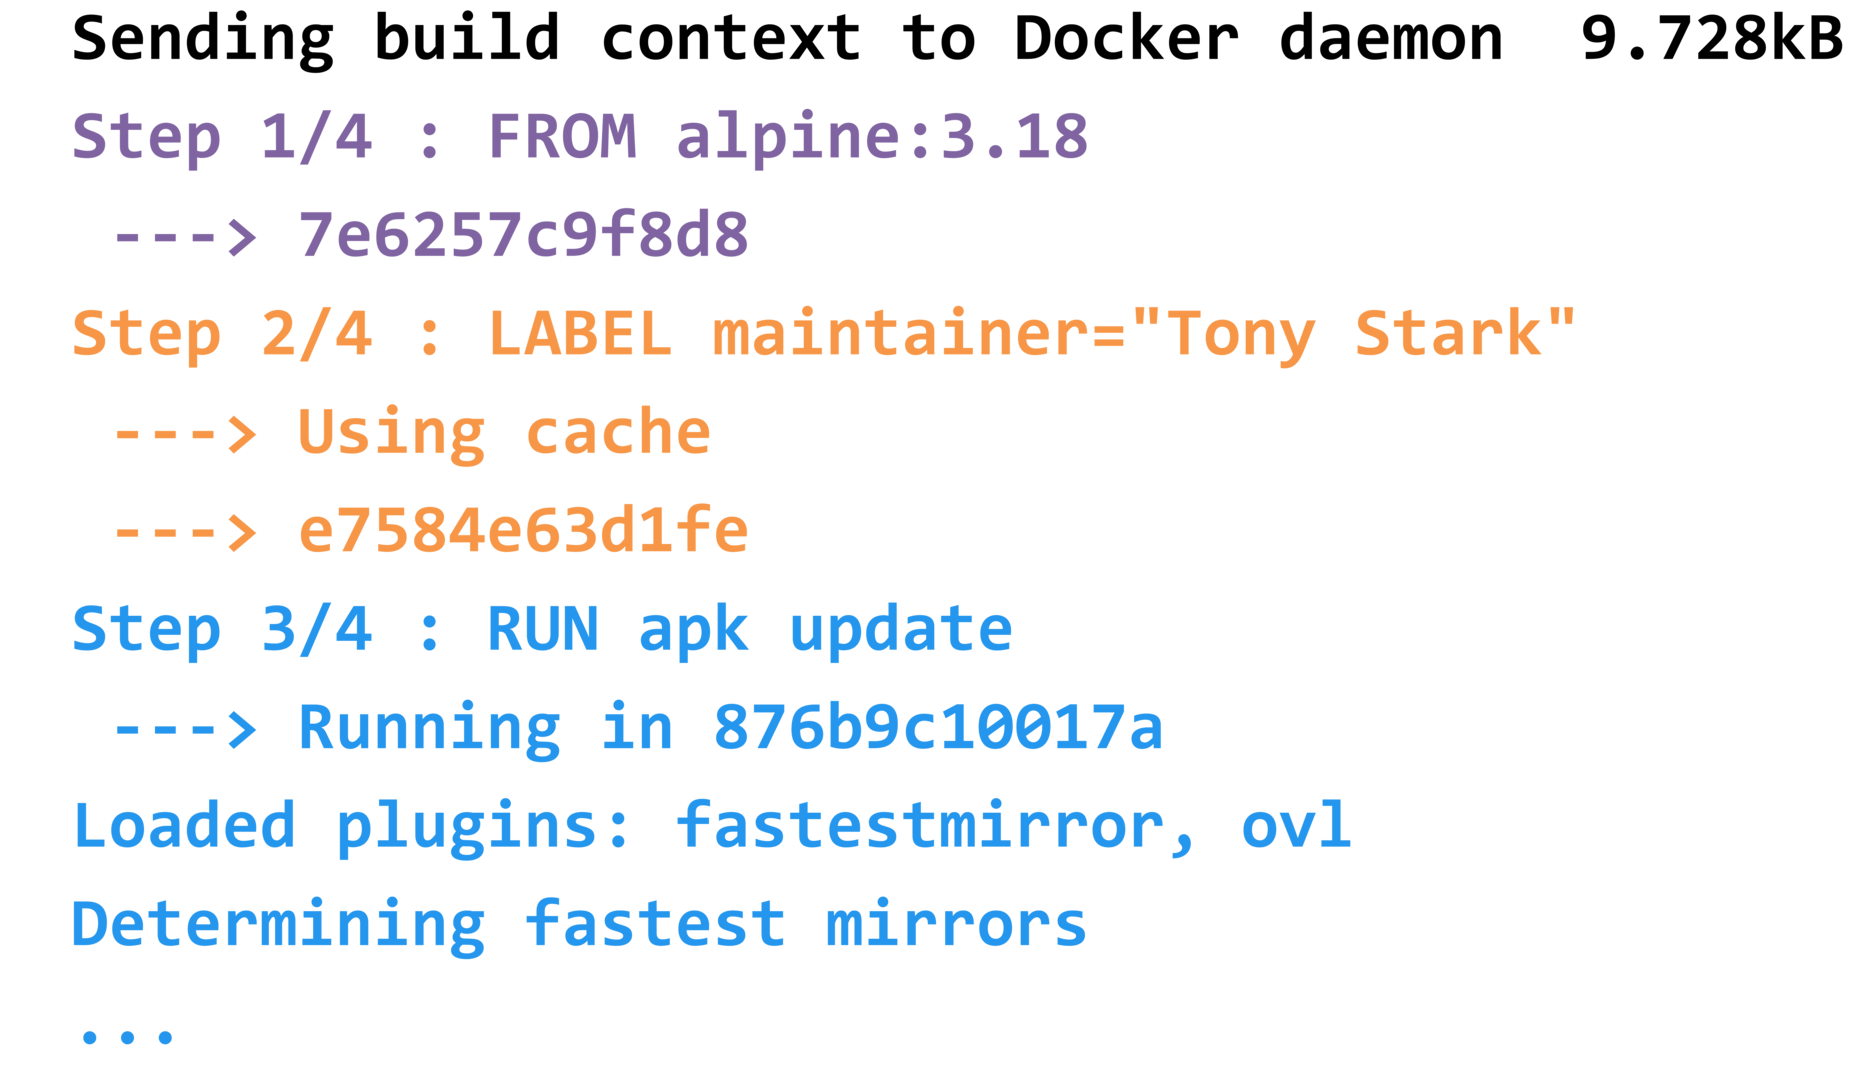 Sending build context to Docker daemon  9.728kB
Step 1/4 : FROM alpine:3.18
 ---> 7e6257c9f8d8
Step 2/4 : LABEL maintainer="Tony Stark"
 ---> Using cache
 ---> e7584e63d1fe
Step 3/4 : RUN apk update
 ---> Running in 876b9c10017a
Loaded plugins: fastestmirror, ovl
Determining fastest mirrors
...